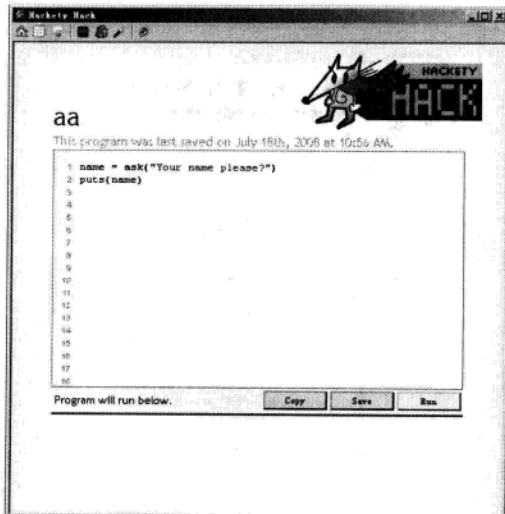 Hackety Hack
HACKETY
HACK
aa
This program was last saved on July 18th, 2008 at 10:56 AM.
1 name = ask("Your name please?")
2 puts(name)
3
4
5
6
7
8
9
10
11
12
13
14
15
16
17
18
Program will run below.
Copy Save Run